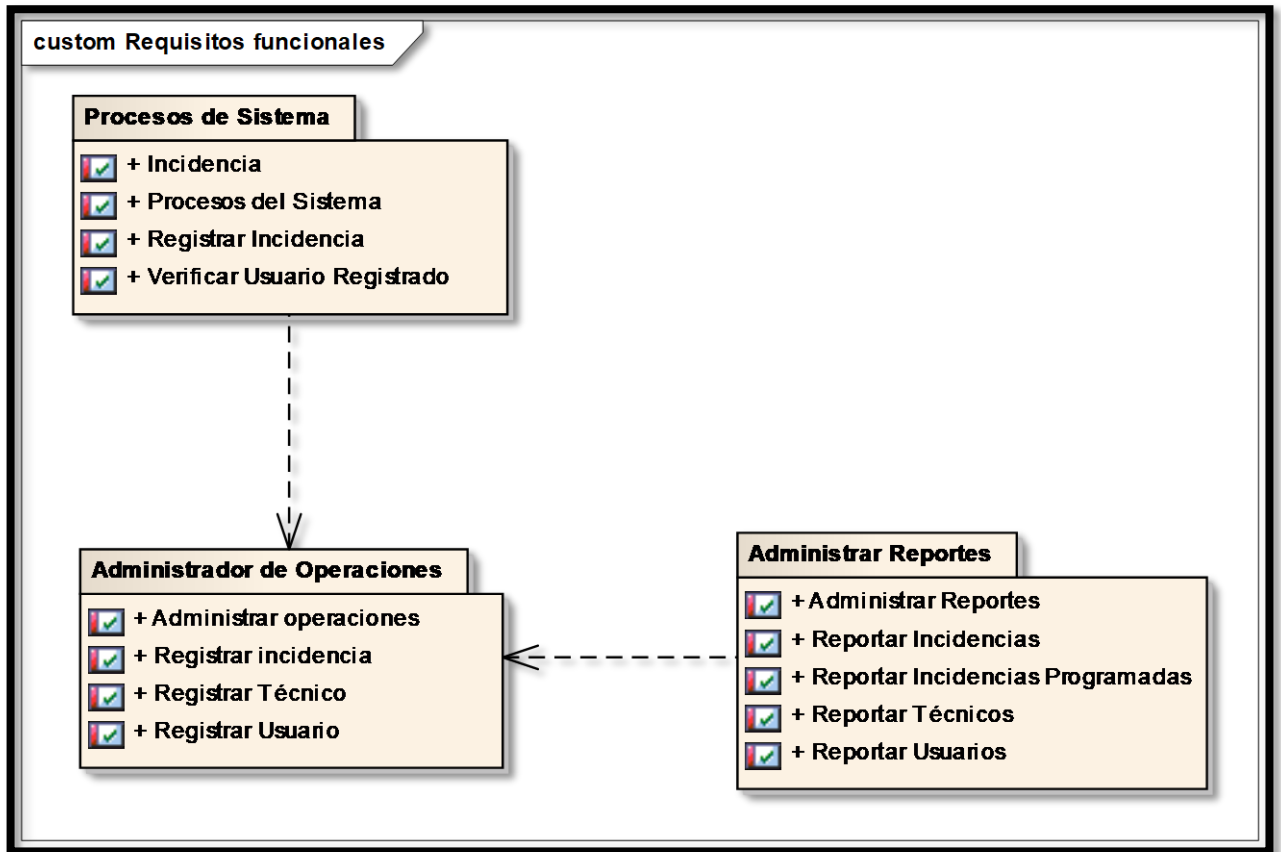 custom Requisitos funcionales
Procesos de Sistema
+ Incidencia
+ Procesos del Sistema
+ Registrar Incidencia
+ Verificar Usuario Registrado
Administrador de Operaciones
+ Administrar operaciones
+ Registrar incidencia
+ Registrar Técnico
+ Registrar Usuario
Administrar Reportes
+ Administrar Reportes
+ Reportar Incidencias
+ Reportar Incidencias Programadas
+ Reportar Técnicos
+ Reportar Usuarios